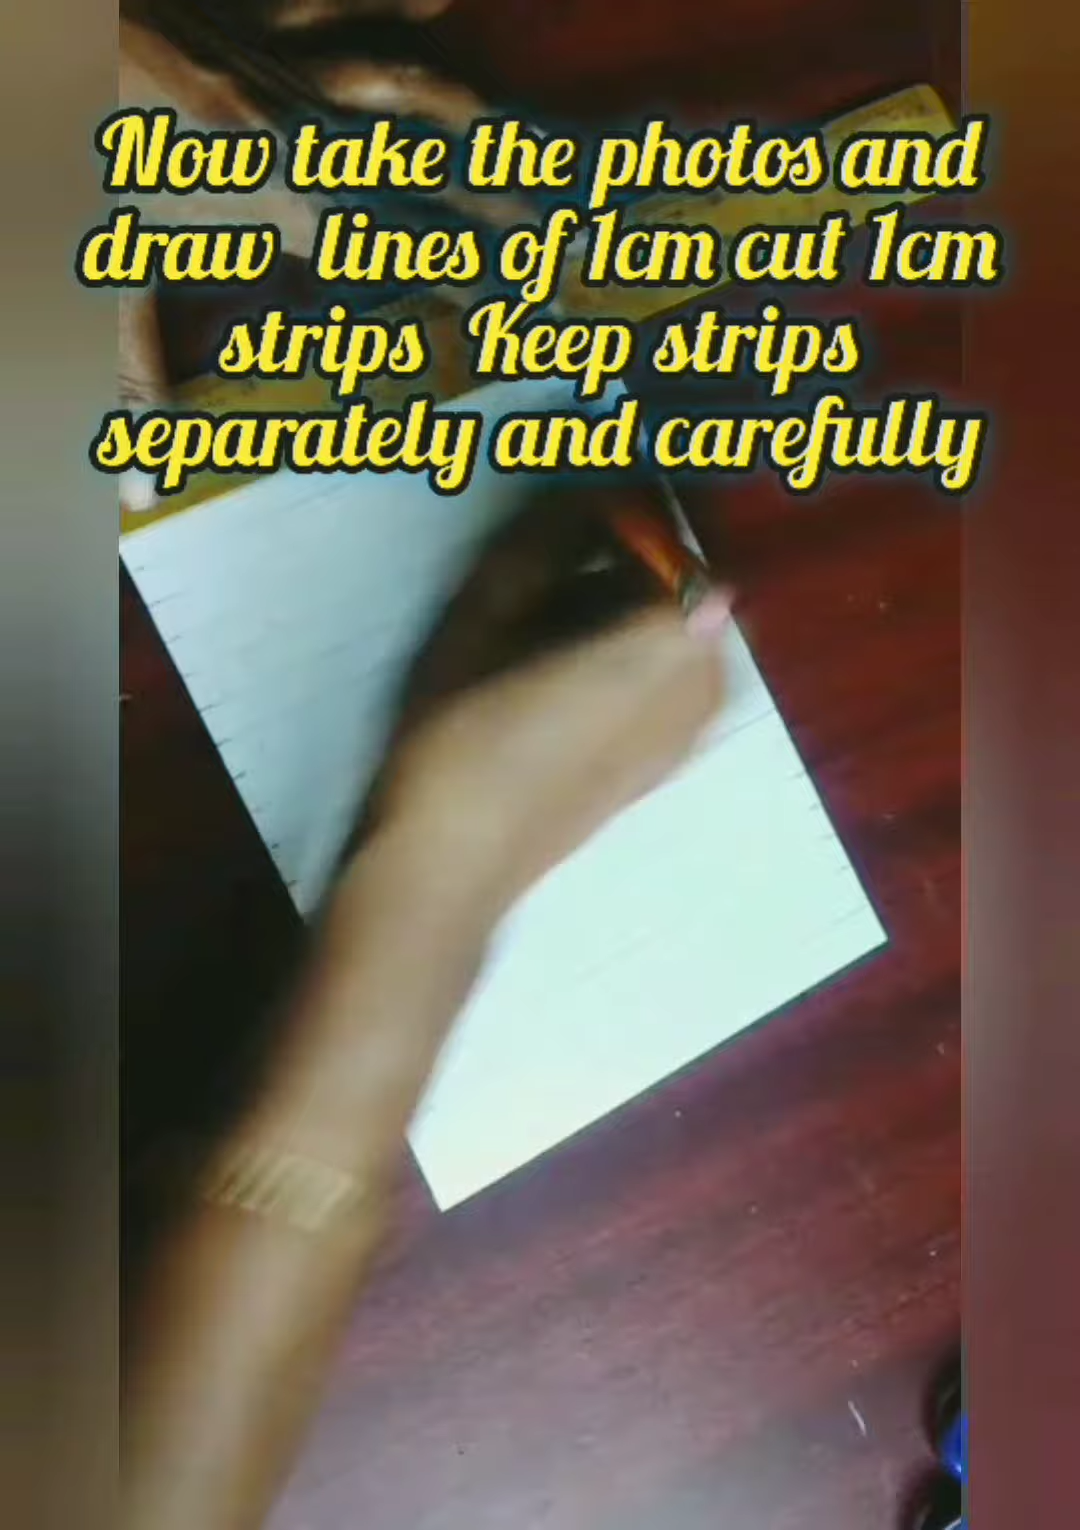 Now take the photos and
draw lines of 1cm cut 1cm
strips Keep strips
separately and carefully